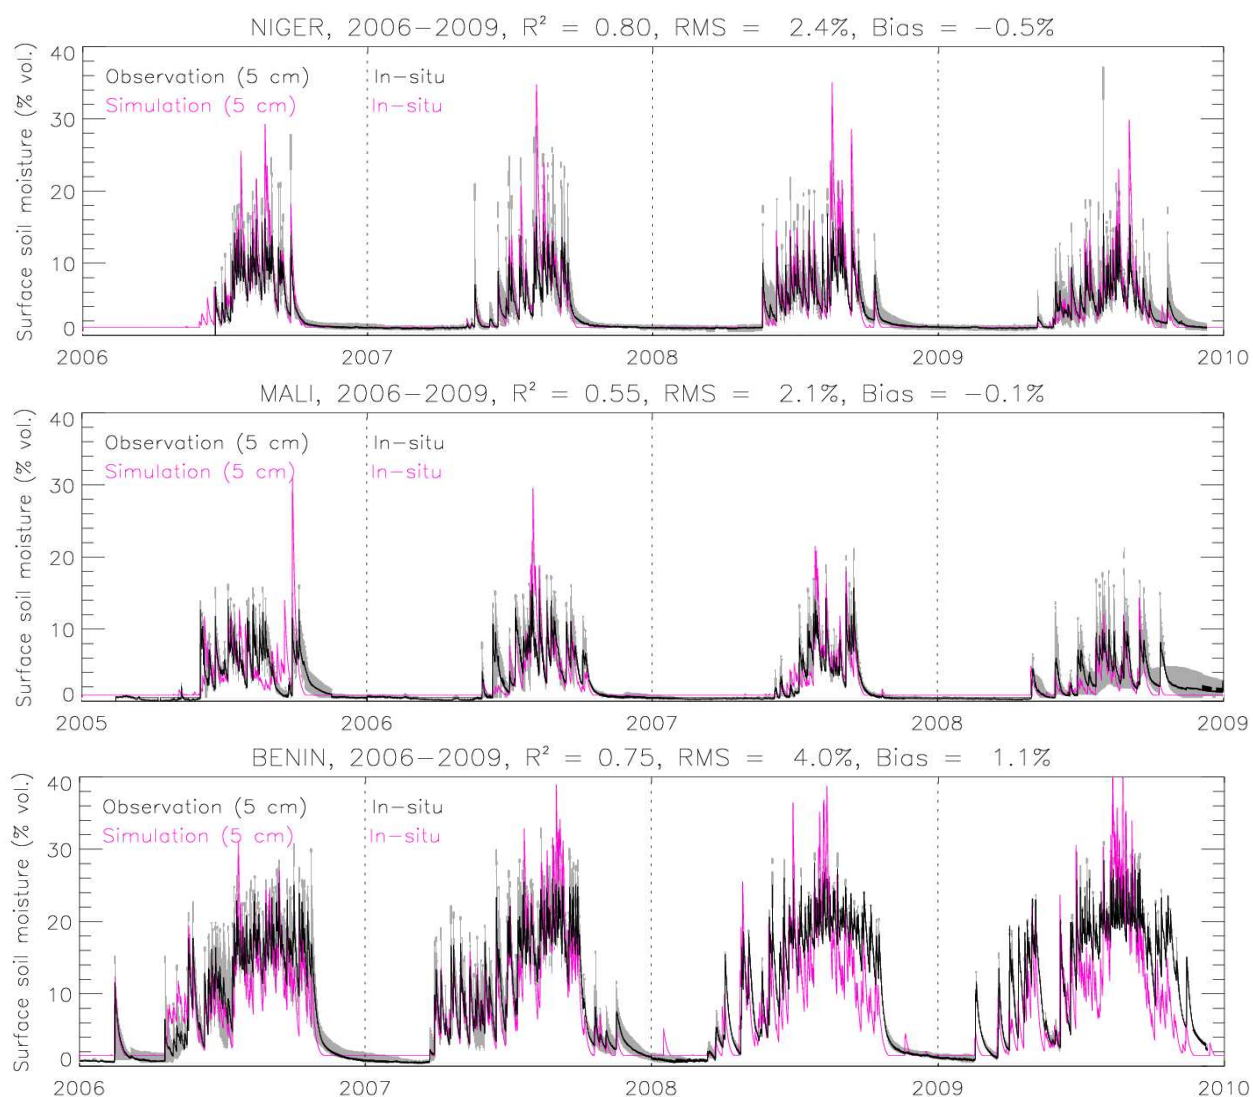 NIGER, 2006−2009, R² = 0.80, RMS = 2.4%, Bias = −0.5%
Surface soil moisture (% vol.)
40
30
20
10
0
Observation (5 cm) In−situ
Simulation (5 cm) In−situ
2006 2007 2008 2009 2010
MALI, 2006−2009, R² = 0.55, RMS = 2.1%, Bias = −0.1%
Surface soil moisture (% vol.)
40
30
20
10
0
Observation (5 cm) In−situ
Simulation (5 cm) In−situ
2005 2006 2007 2008 2009
BENIN, 2006−2009, R² = 0.75, RMS = 4.0%, Bias = 1.1%
Surface soil moisture (% vol.)
40
30
20
10
0
Observation (5 cm) In−situ
Simulation (5 cm) In−situ
2006 2007 2008 2009 2010